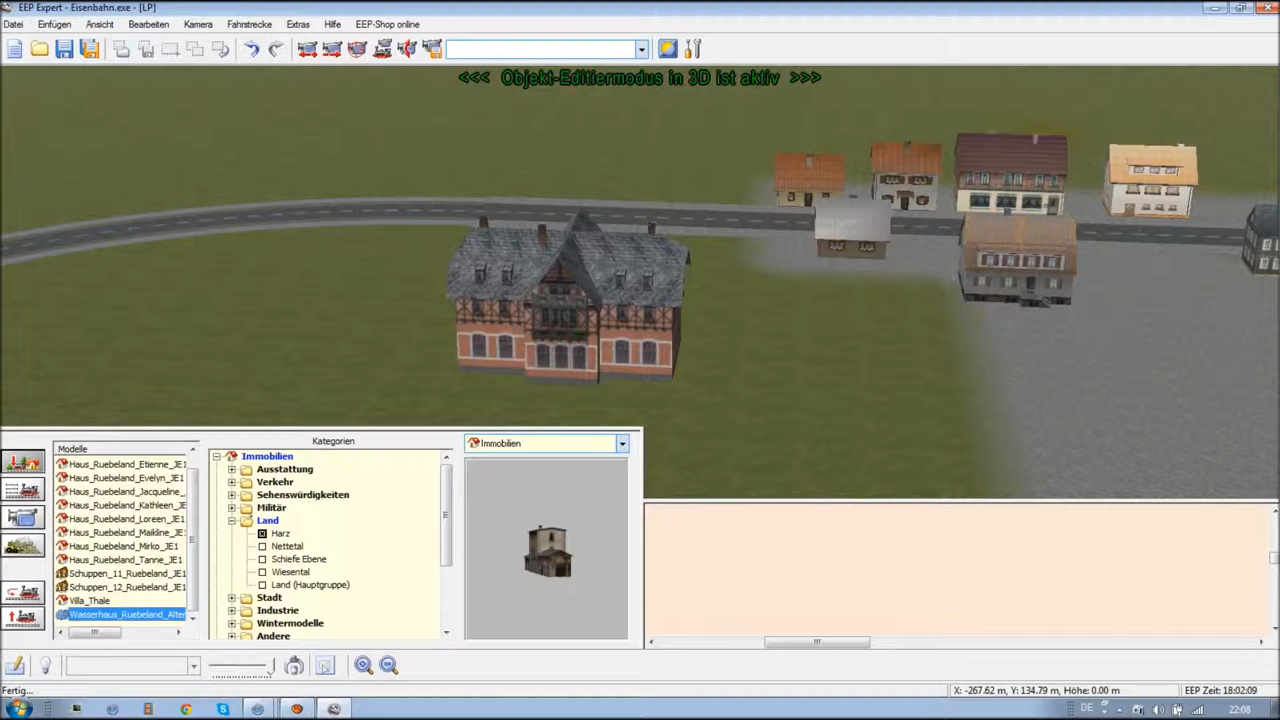 EEP Expert - Eisenbahn.exe - [LP]
Datei Einfügen Ansicht Bearbeiten Kamera Fahrstrecke Extras Hilfe EEP-Shop online
<<< Objekt-Editiermodus in 3D ist aktiv >>>
Modelle
Haus_Ruebeland_Etienne_JE1
Haus_Ruebeland_Evelyn_JE1
Haus_Ruebeland_Jacqueline_
Haus_Ruebeland_Kathleen_JE1
Haus_Ruebeland_Loreen_JE1
Haus_Ruebeland_Maikline_JE
Haus_Ruebeland_Mirko_JE1
Haus_Ruebeland_Tanne_JE1
Schuppen_11_Ruebeland_JE1
Schuppen_12_Ruebeland_JE1
Villa_Thale
Wasserhaus_Ruebeland_Alter
Kategorien
Immobilien
Ausstattung
Verkehr
Sehenswürdigkeiten
Militär
Land
Harz
Nettetal
Schiefe Ebene
Wiesental
Land (Hauptgruppe)
Stadt
Industrie
Wintermodelle
Andere
Immobilien
Fertig...
X: -267.62 m, Y: 134.79 m, Höhe: 0.00 m
EEP Zeit: 18:02:09
DE
22:08